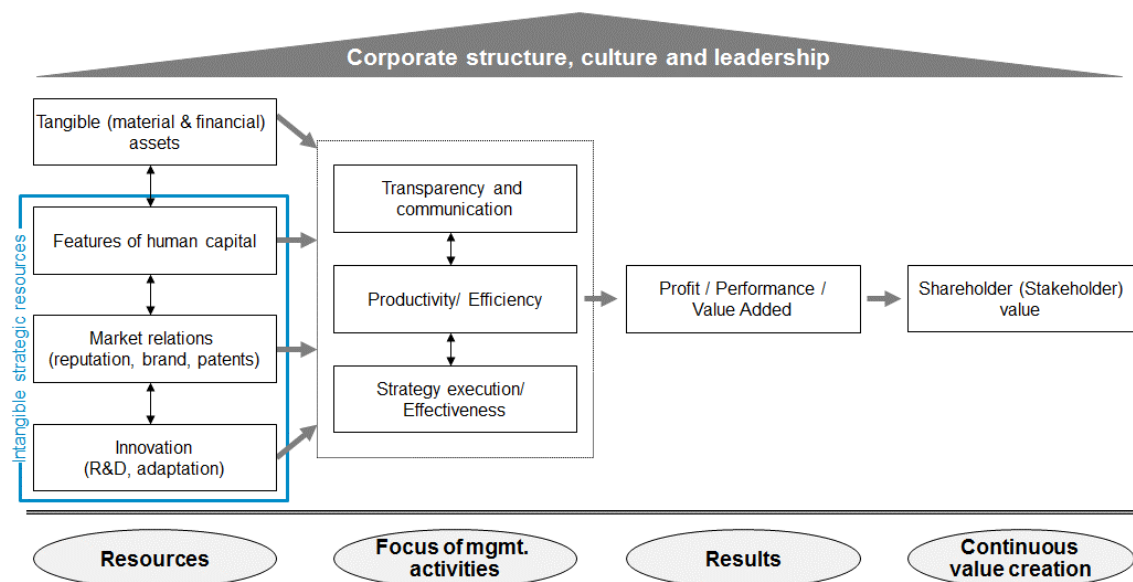 Corporate structure, culture and leadership
Tangible (material & financial)
assets
Intangible strategic resources
Features of human capital
Market relations
(reputation, brand, patents)
Innovation
(R&D, adaptation)
Transparency and
communication
Productivity/ Efficiency
Strategy execution/
Effectiveness
Profit / Performance /
Value Added
Shareholder (Stakeholder)
value
Resources
Focus of mgmt.
activities
Results
Continuous
value creation